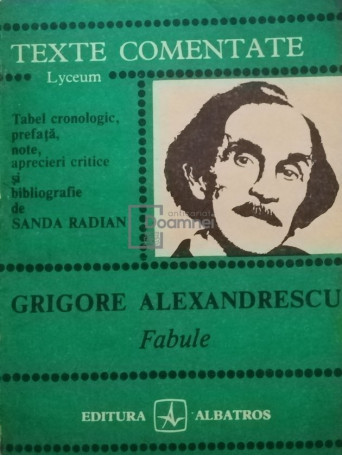 TEXTE COMENTATE
Lyceum
Tabel cronologic,
prefață,
note,
aprecieri critice
și
bibliografie
de
SANDA RADIAN
GRIGORE ALEXANDRESCU
Fabule
EDITURA ALBATROS